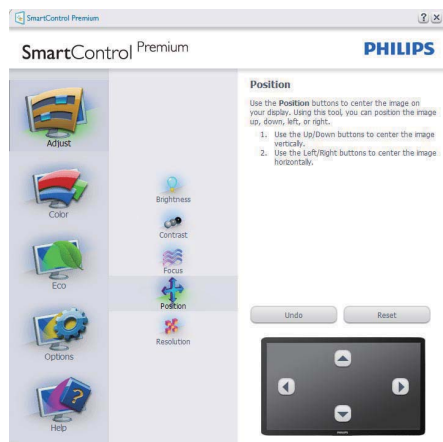 SmartControl Premium
SmartControl Premium
PHILIPS
Adjust
Color
Eco
Options
Help
Brightness
Contrast
Focus
Position
Resolution
Position
Use the Position buttons to center the image on
your display. Using this tool, you can position the image
up, down, left, or right.
1. Use the Up/Down buttons to center the image
vertically.
2. Use the Left/Right buttons to center the image
horizontally.
Undo
Reset
PHILIPS